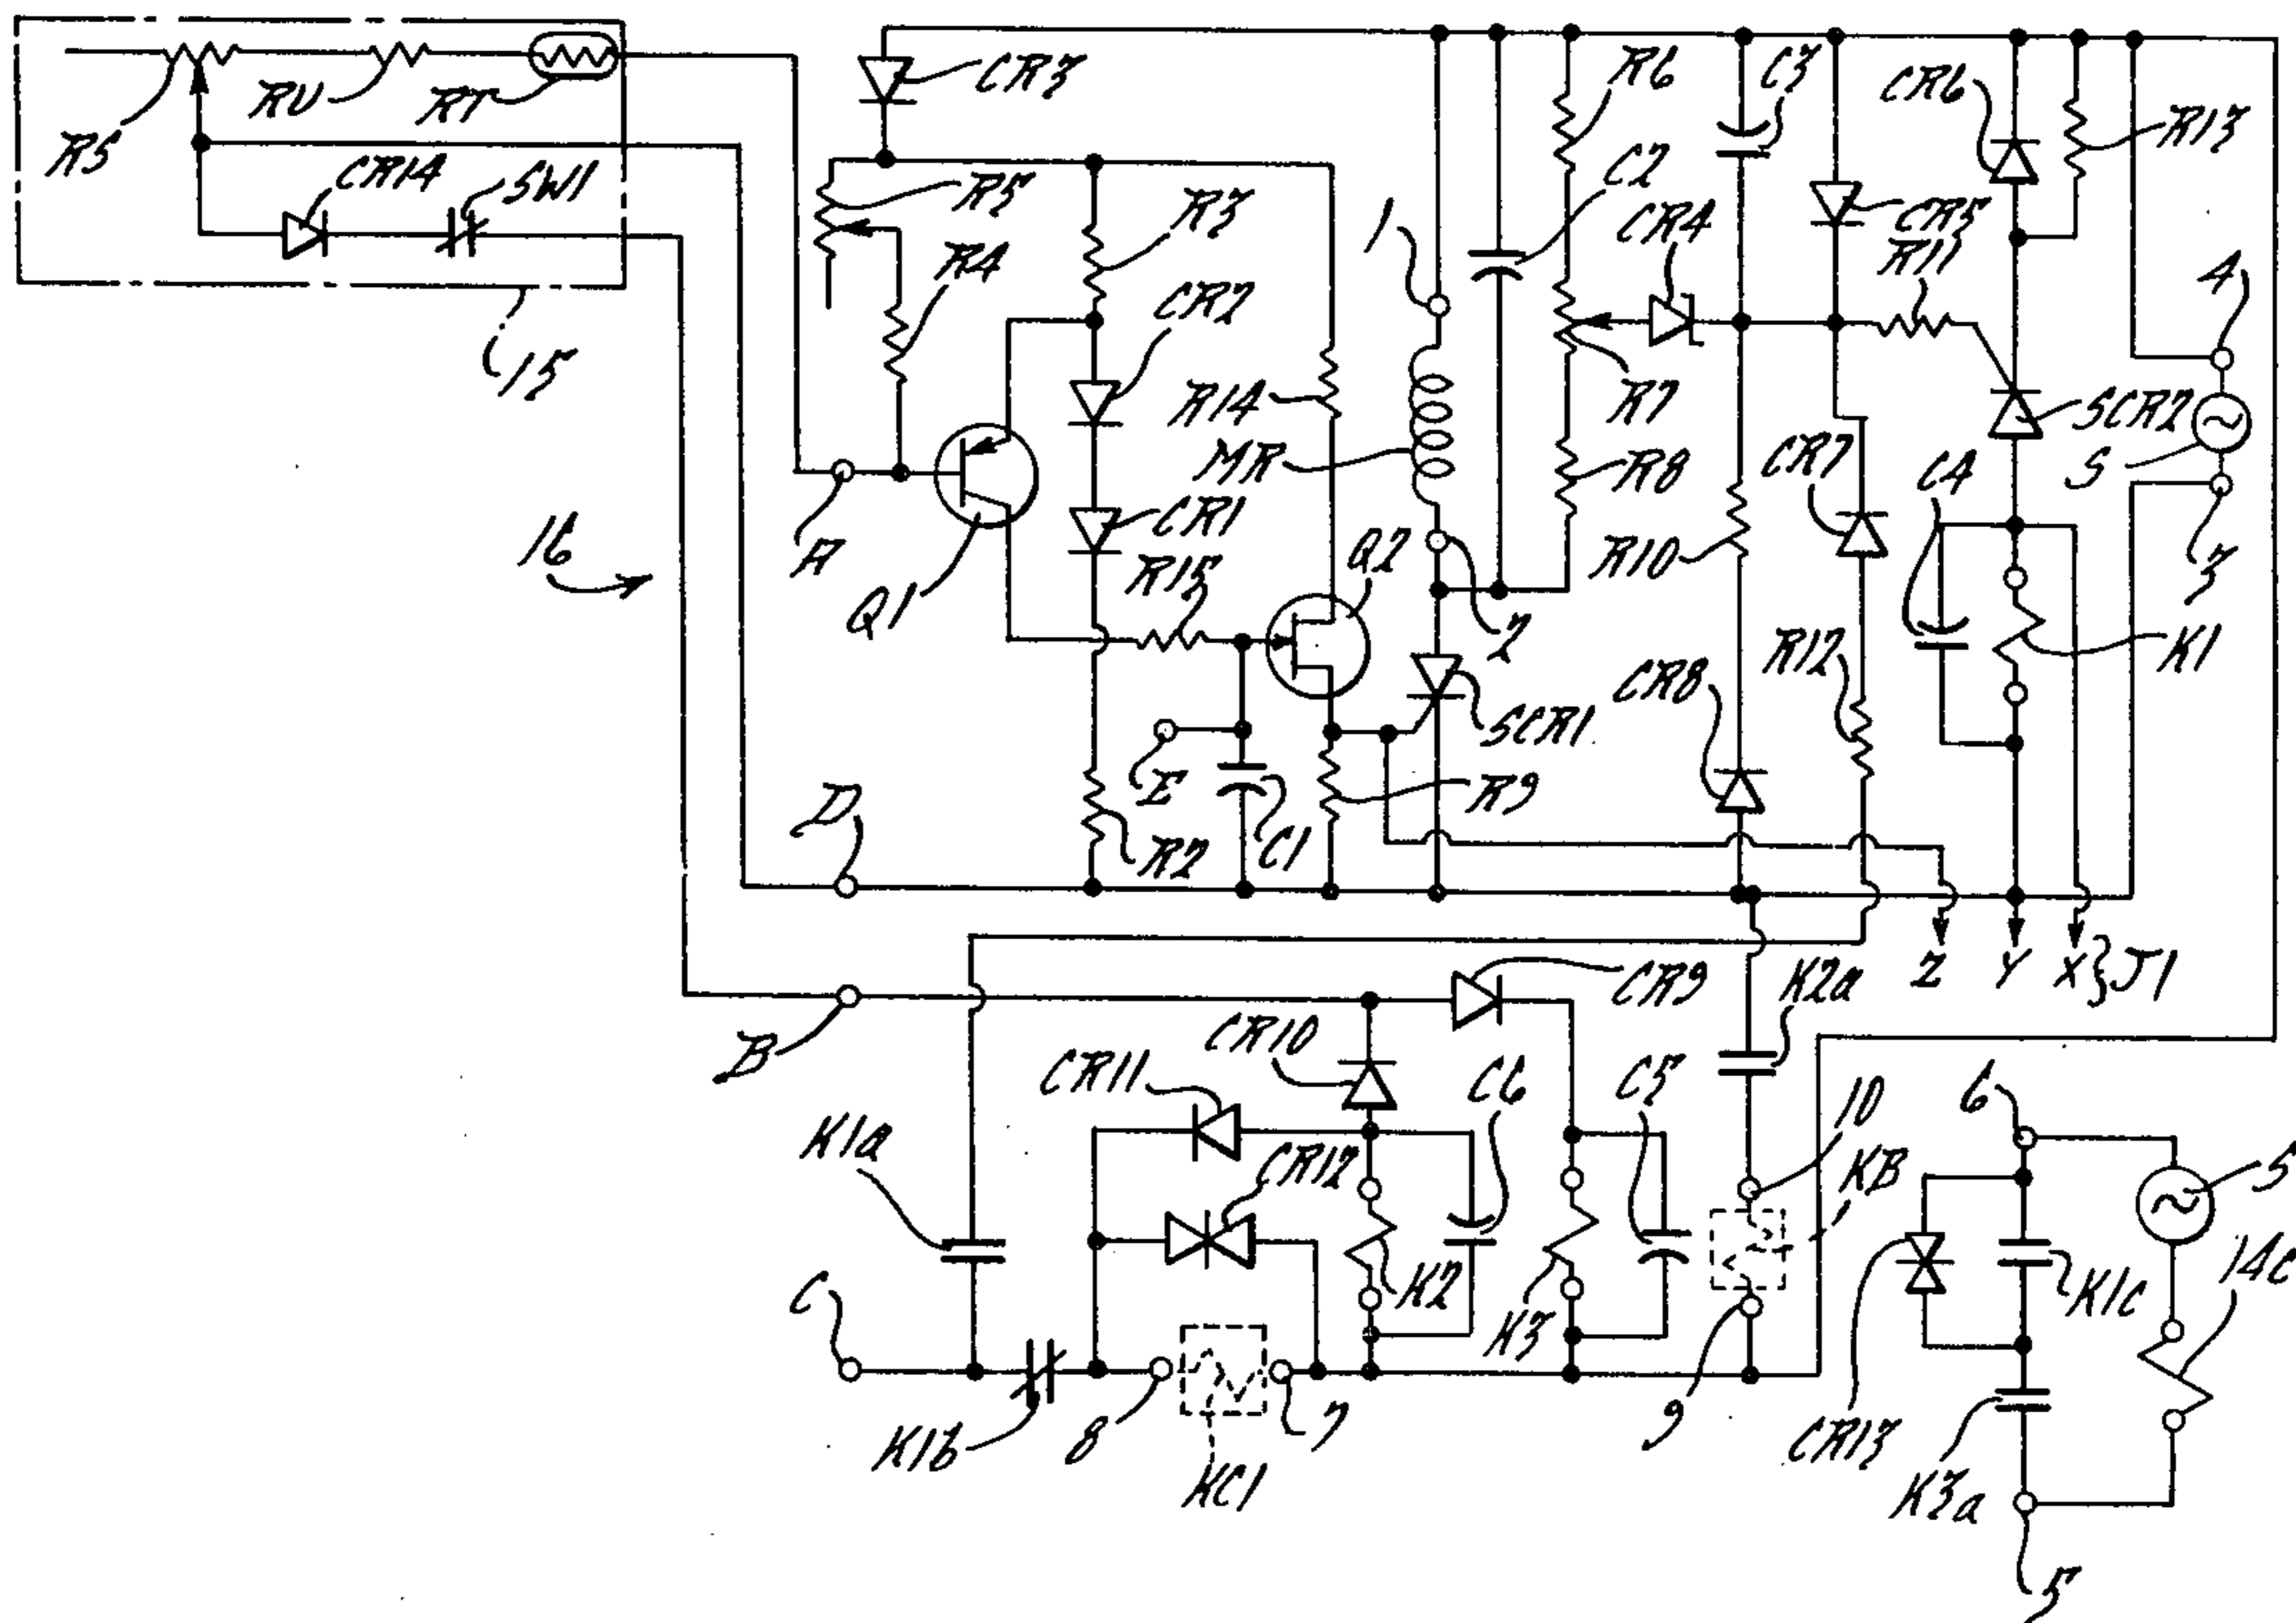 CR3
R6
C3
CR6
R13
RS
RU
RT
CR14
SW1
R5
R3
C2
CR4
CR5
R11
R4
1
4
15
CR2
R14
MR
R7
SCR2
S
CR7
C4
R8
CR1
3
16
A
Q1
R15
Q2
R10
2
K1
R12
CR8
SCR1
E
R9
D
R2
C1
Z
Y
X
J1
CR9
K2a
B
CR10
CR11
C6
C5
10
6
K1a
CR12
KB
S
C
K2
14c
K1c
K3
K1b
8
7
9
CR13
KC1
K3a
5